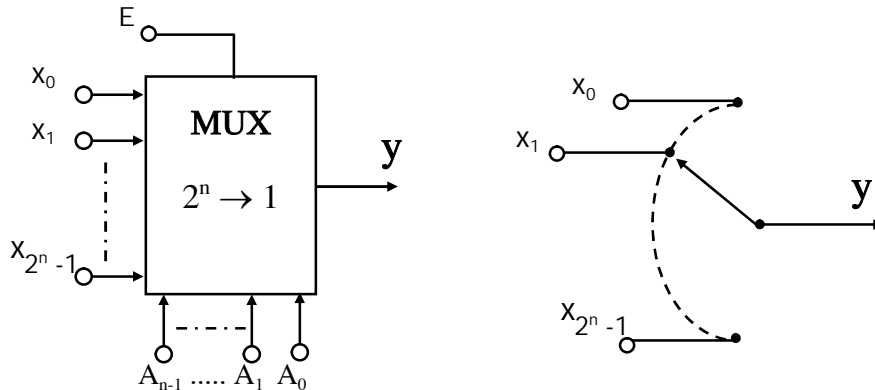 E
x₀
x₁
MUX
2ⁿ → 1
y
x₂ⁿ₋₁
Aₙ₋₁ ..... A₁ A₀
x₀
x₁
y
x₂ⁿ₋₁